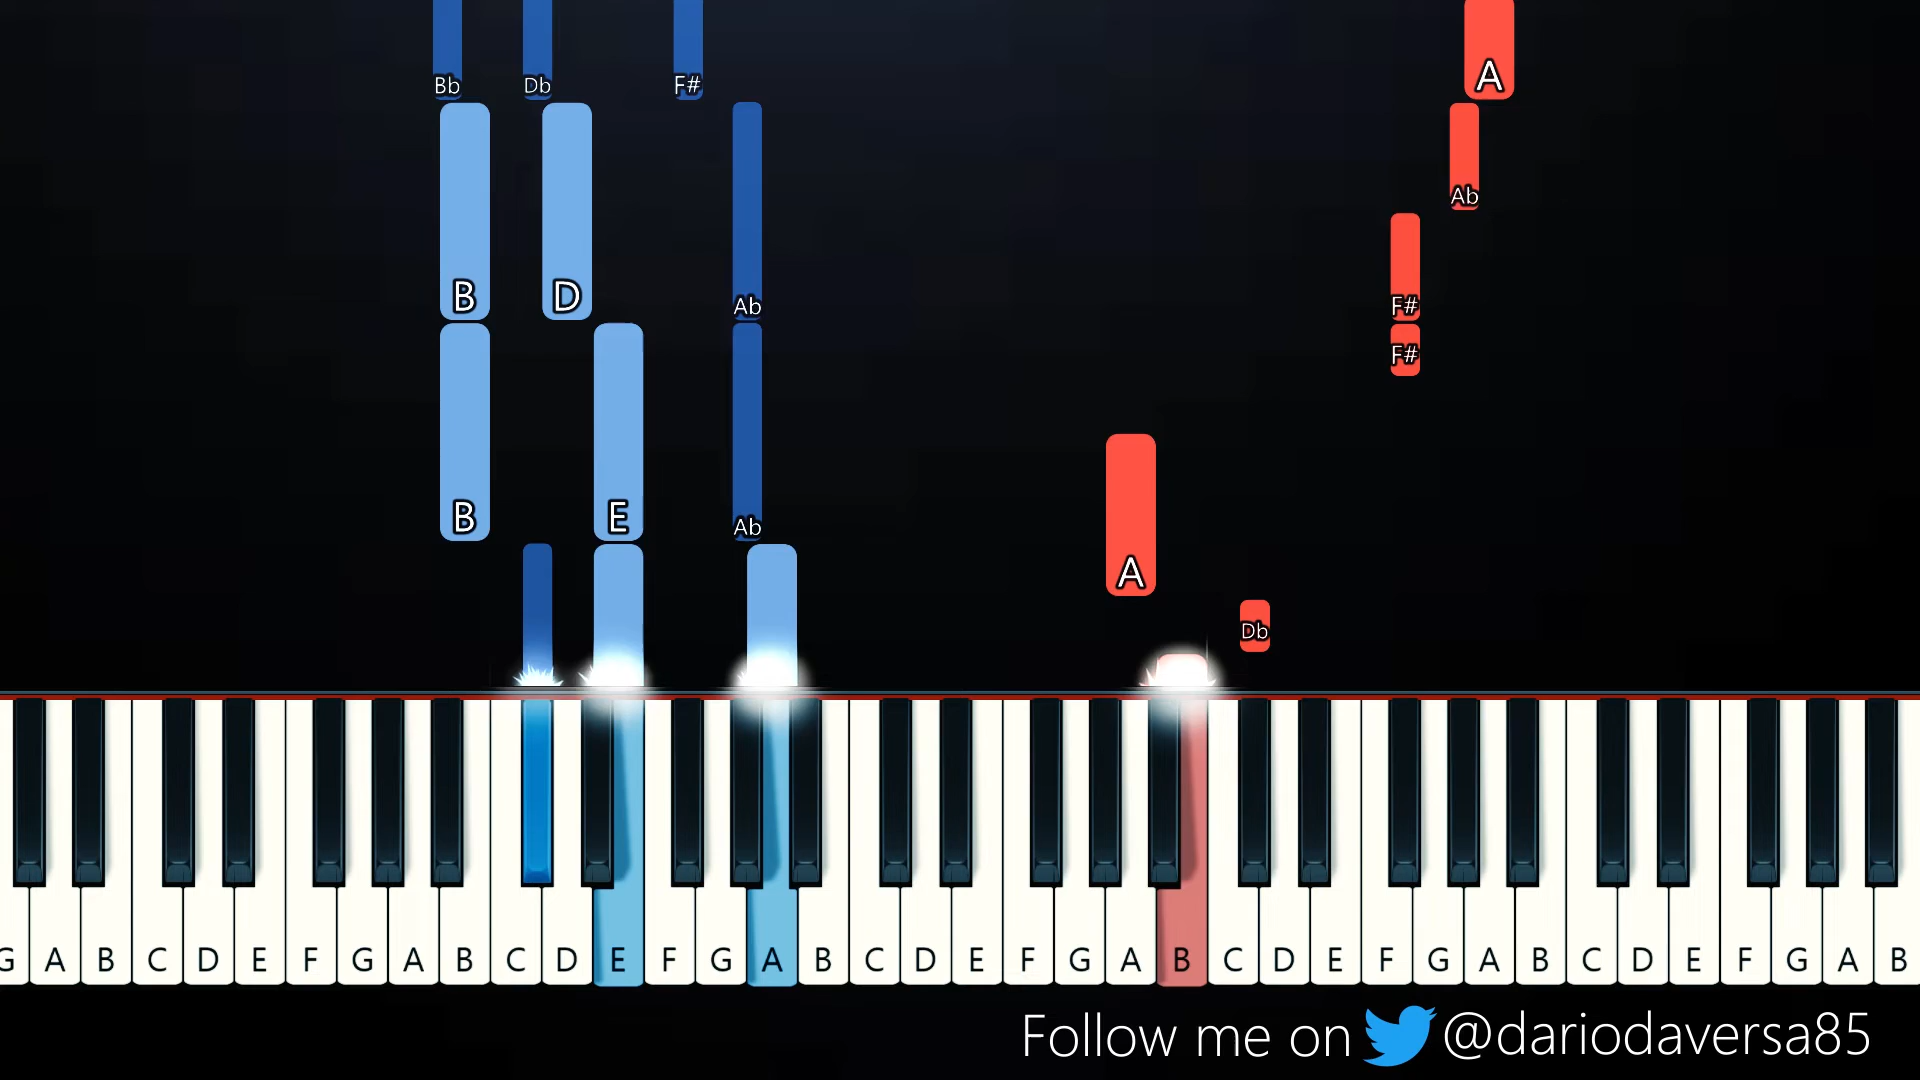 Bb Db F# A
Ab
B D Ab F#
F#
B E Ab
A
Db
G A B C D E F G A B C D E F G A B C D E F G A B C D E F G A B C D E F G A B
Follow me on @dariodaversa85